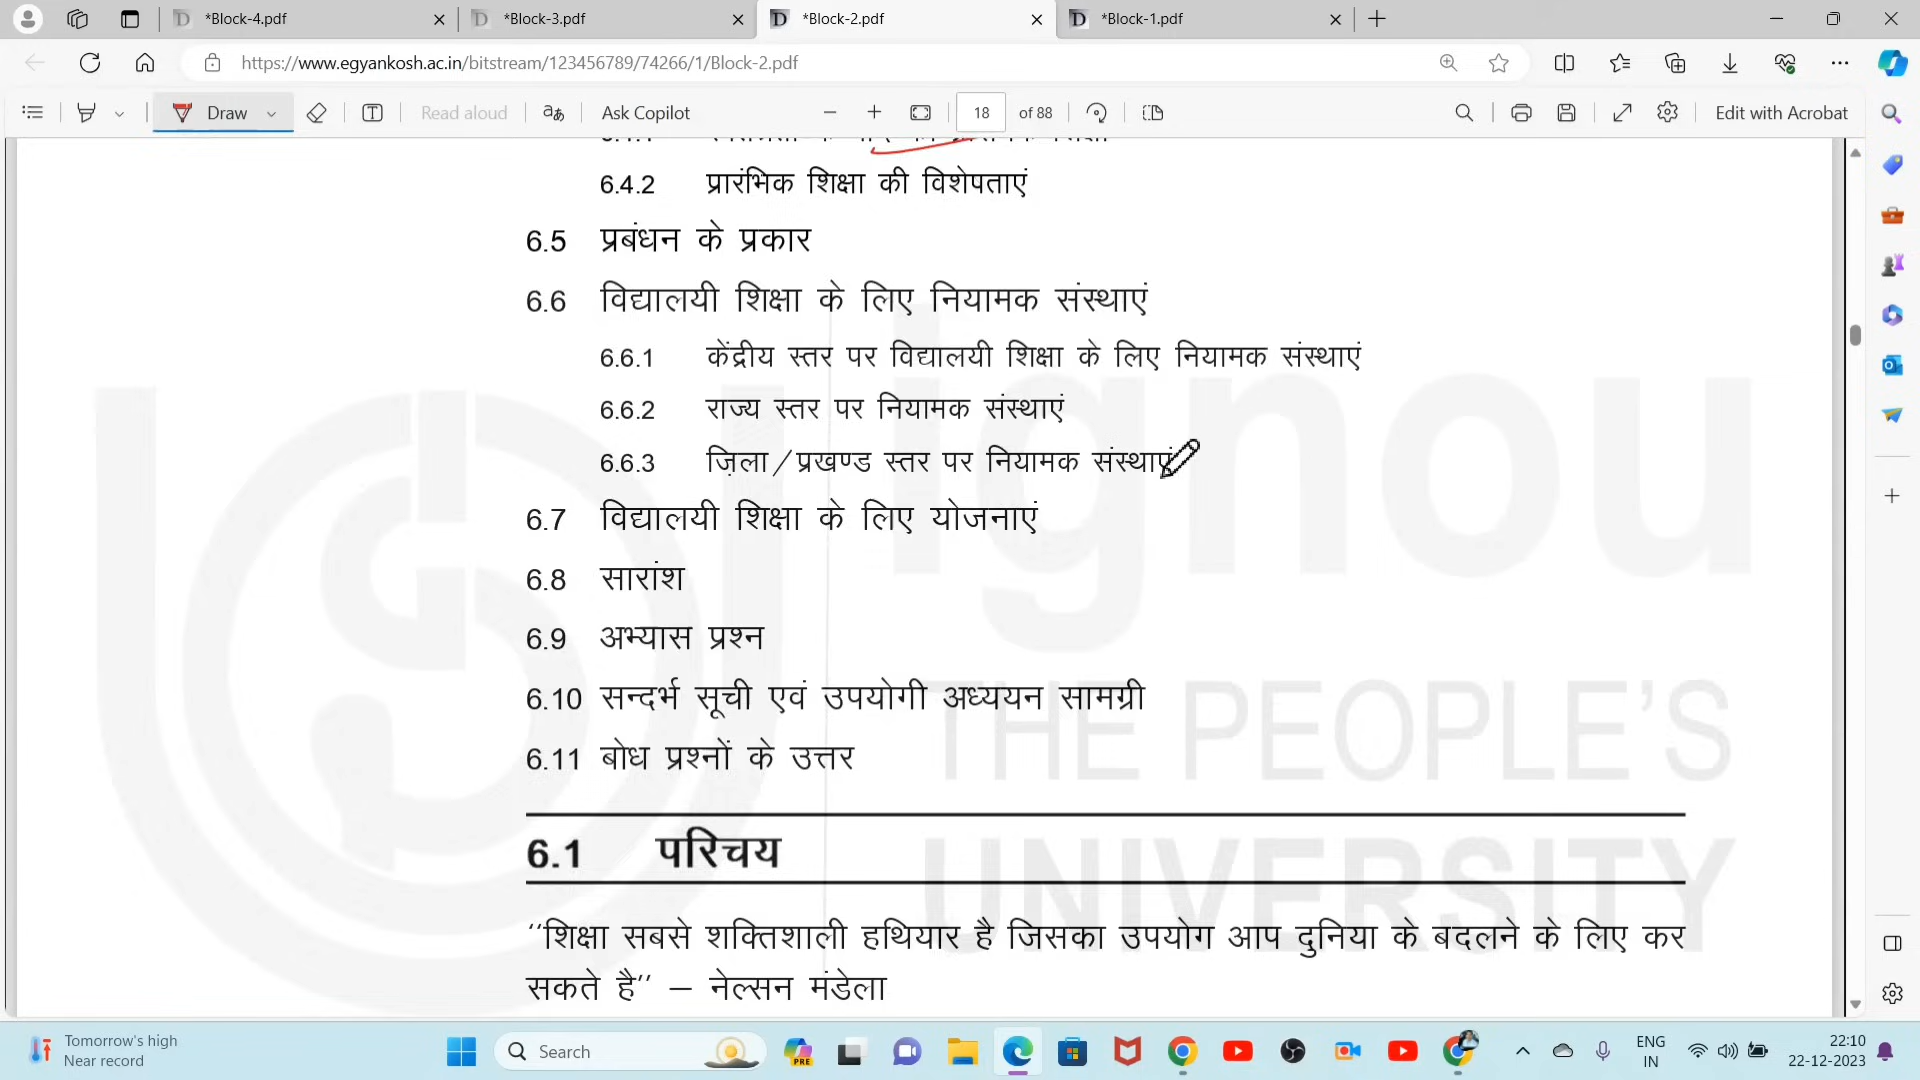 *Block-4.pdf
*Block-3.pdf
*Block-2.pdf
*Block-1.pdf
https://www.egyankosh.ac.in/bitstream/123456789/74266/1/Block-2.pdf
Draw
Read aloud
Ask Copilot
18 of 88
Edit with Acrobat
6.4.2 प्रारंभिक शिक्षा की विशेषताएं
6.5 प्रबंधन के प्रकार
6.6 विद्यालयी शिक्षा के लिए नियामक संस्थाएं
6.6.1 केंद्रीय स्तर पर विद्यालयी शिक्षा के लिए नियामक संस्थाएं
6.6.2 राज्य स्तर पर नियामक संस्थाएं
6.6.3 ज़िला/प्रखण्ड स्तर पर नियामक संस्थाएं
6.7 विद्यालयी शिक्षा के लिए योजनाएं
6.8 सारांश
6.9 अभ्यास प्रश्न
6.10 सन्दर्भ सूची एवं उपयोगी अध्ययन सामग्री
6.11 बोध प्रश्नों के उत्तर
6.1 परिचय
''शिक्षा सबसे शक्तिशाली हथियार है जिसका उपयोग आप दुनिया के बदलने के लिए कर
सकते है'' – नेल्सन मंडेला
ignou
THE PEOPLE'S
UNIVERSITY
Tomorrow's high
Near record
Search
PRE
ENG
IN
22:10
22-12-2023